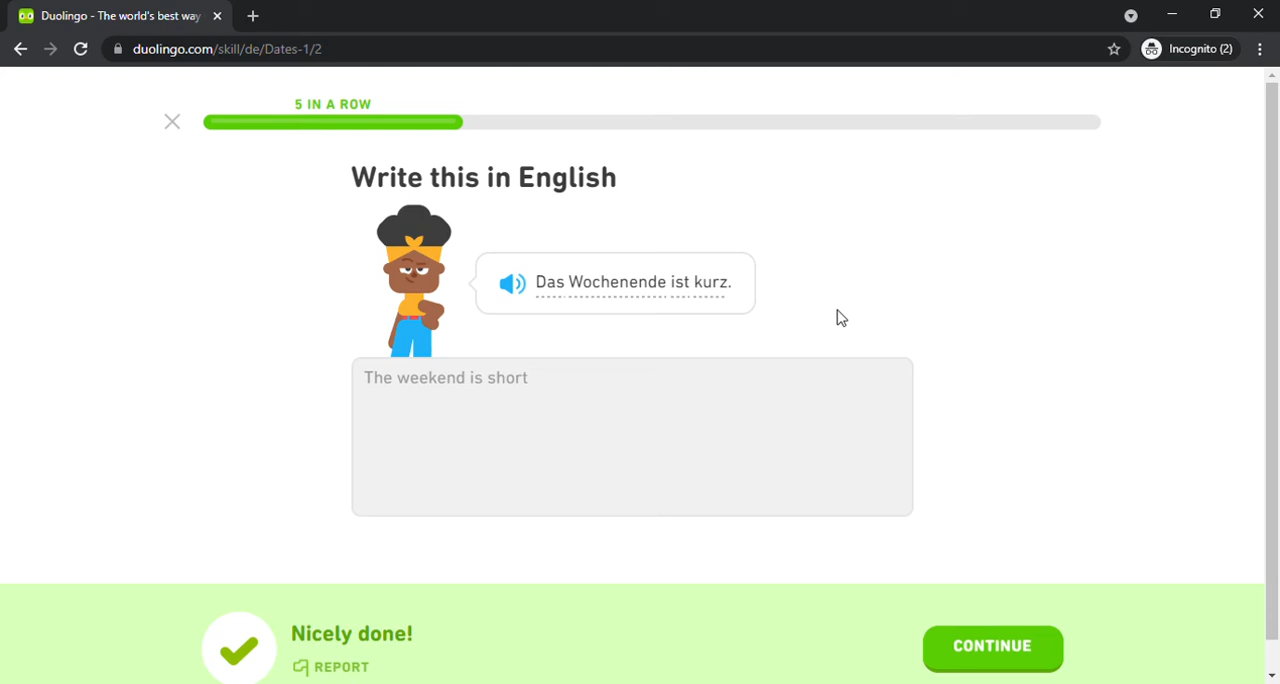 Duolingo - The world's best way
duolingo.com/skill/de/Dates-1/2
Incognito (2)
5 IN A ROW
Write this in English
Das Wochenende ist kurz.
The weekend is short
Nicely done!
REPORT
CONTINUE